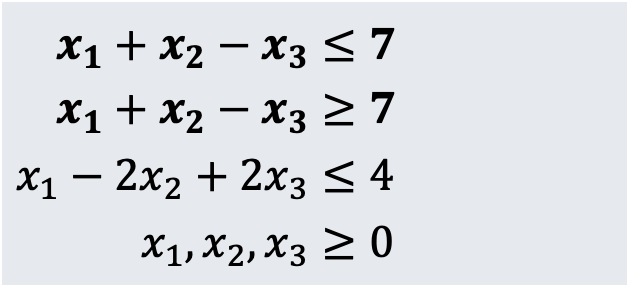 x₁ + x₂ − x₃ ≤ 7
x₁ + x₂ − x₃ ≥ 7
x₁ − 2x₂ + 2x₃ ≤ 4
x₁, x₂, x₃ ≥ 0